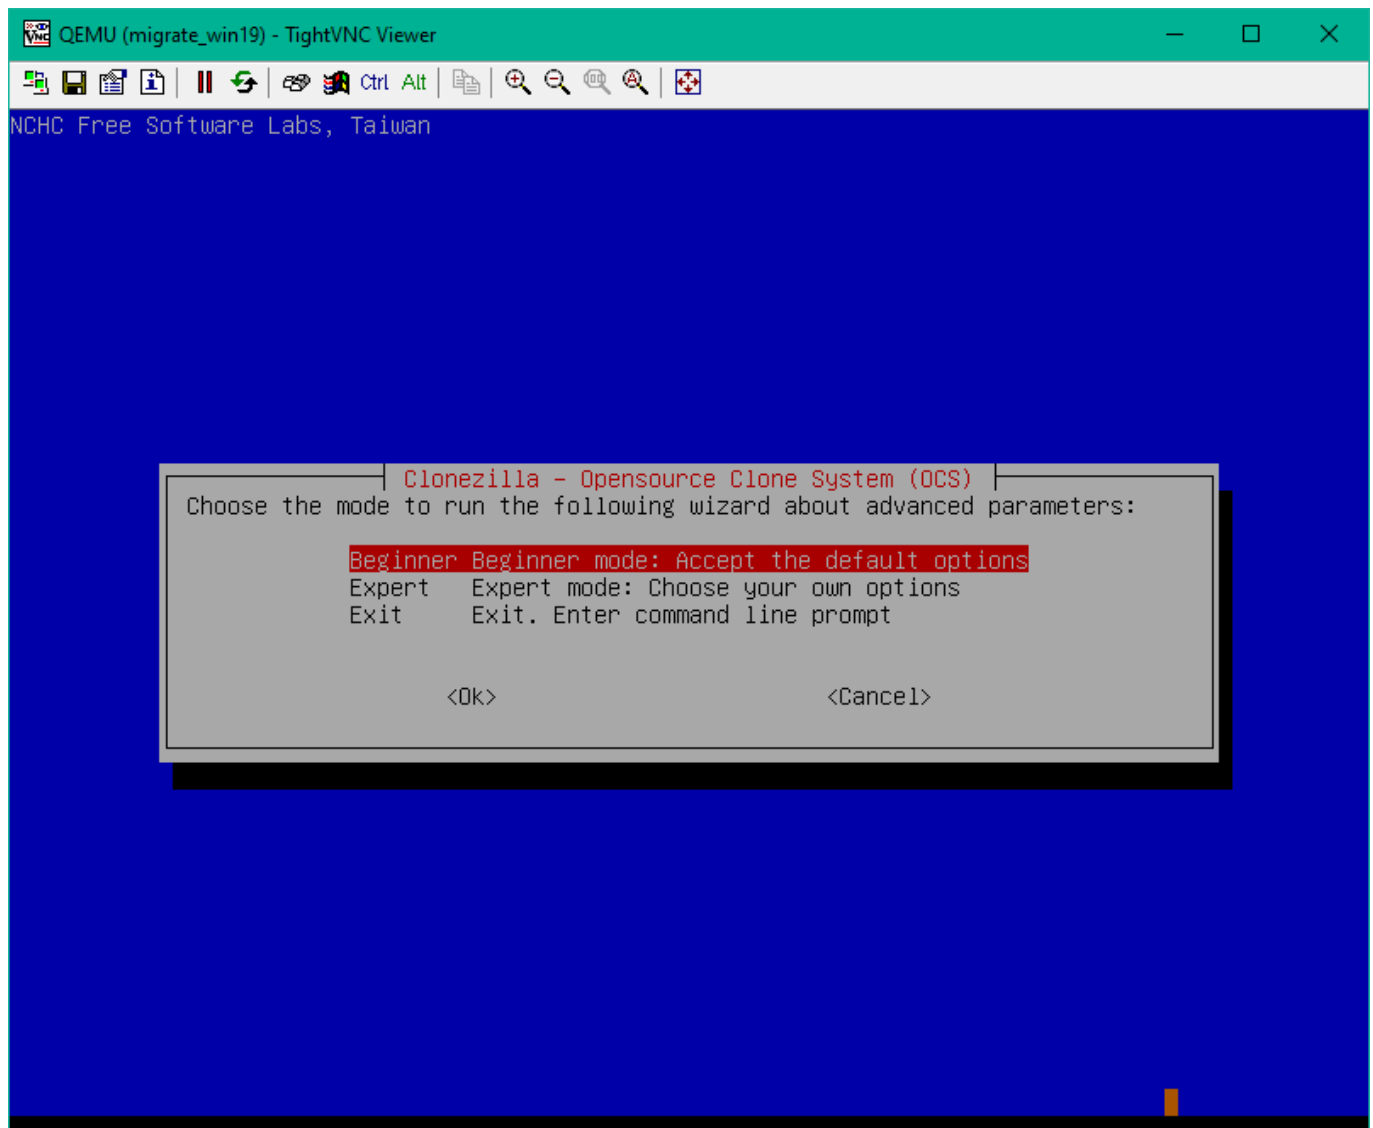 QEMU (migrate_win19) - TightVNC Viewer
Ctrl Alt
NCHC Free Software Labs, Taiwan
Clonezilla - Opensource Clone System (OCS)
Choose the mode to run the following wizard about advanced parameters:
Beginner Beginner mode: Accept the default options
Expert Expert mode: Choose your own options
Exit Exit. Enter command line prompt
<Ok> <Cancel>